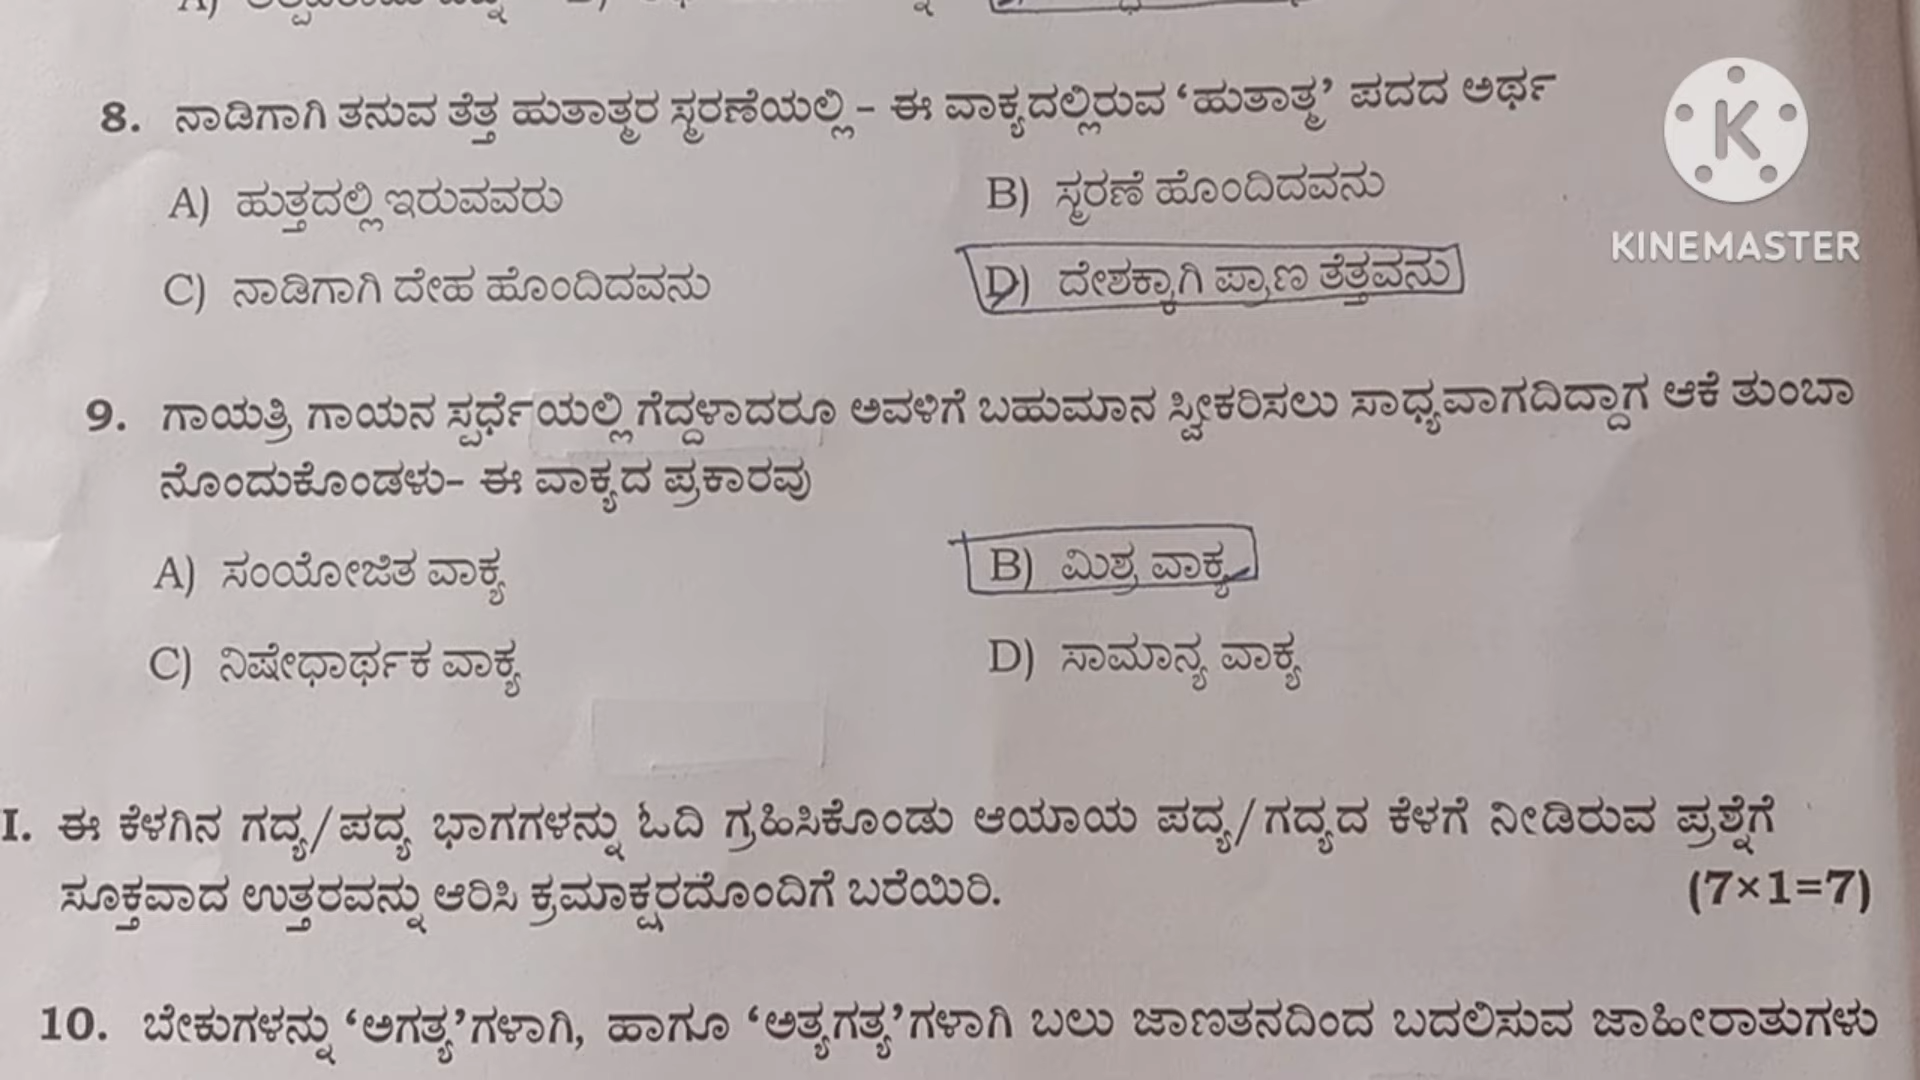 8. ನಾಡಿಗಾಗಿ ತನುವ ತೆತ್ತ ಹುತಾತ್ಮರ ಸ್ಮರಣೆಯಲ್ಲಿ – ಈ ವಾಕ್ಯದಲ್ಲಿರುವ ‘ಹುತಾತ್ಮ’ ಪದದ ಅರ್ಥ
A) ಹುತ್ತದಲ್ಲಿ ಇರುವವರು B) ಸ್ಮರಣೆ ಹೊಂದಿದವನು
C) ನಾಡಿಗಾಗಿ ದೇಹ ಹೊಂದಿದವನು D) ದೇಶಕ್ಕಾಗಿ ಪ್ರಾಣ ತೆತ್ತವನು
KINEMASTER
9. ಗಾಯತ್ರಿ ಗಾಯನ ಸ್ಪರ್ಧೆಯಲ್ಲಿ ಗೆದ್ದಳಾದರೂ ಅವಳಿಗೆ ಬಹುಮಾನ ಸ್ವೀಕರಿಸಲು ಸಾಧ್ಯವಾಗದಿದ್ದಾಗ ಆಕೆ ತುಂಬಾ
ನೊಂದುಕೊಂಡಳು– ಈ ವಾಕ್ಯದ ಪ್ರಕಾರವು
A) ಸಂಯೋಜಿತ ವಾಕ್ಯ B) ಮಿಶ್ರ ವಾಕ್ಯ
C) ನಿಷೇಧಾರ್ಥಕ ವಾಕ್ಯ D) ಸಾಮಾನ್ಯ ವಾಕ್ಯ
I. ಈ ಕೆಳಗಿನ ಗದ್ಯ/ಪದ್ಯ ಭಾಗಗಳನ್ನು ಓದಿ ಗ್ರಹಿಸಿಕೊಂಡು ಆಯಾಯ ಪದ್ಯ/ಗದ್ಯದ ಕೆಳಗೆ ನೀಡಿರುವ ಪ್ರಶ್ನೆಗೆ
ಸೂಕ್ತವಾದ ಉತ್ತರವನ್ನು ಆರಿಸಿ ಕ್ರಮಾಕ್ಷರದೊಂದಿಗೆ ಬರೆಯಿರಿ. (7×1=7)
10. ಬೇಕುಗಳನ್ನು ‘ಅಗತ್ಯ’ಗಳಾಗಿ, ಹಾಗೂ ‘ಅತ್ಯಗತ್ಯ’ಗಳಾಗಿ ಬಲು ಜಾಣತನದಿಂದ ಬದಲಿಸುವ ಜಾಹೀರಾತುಗಳು